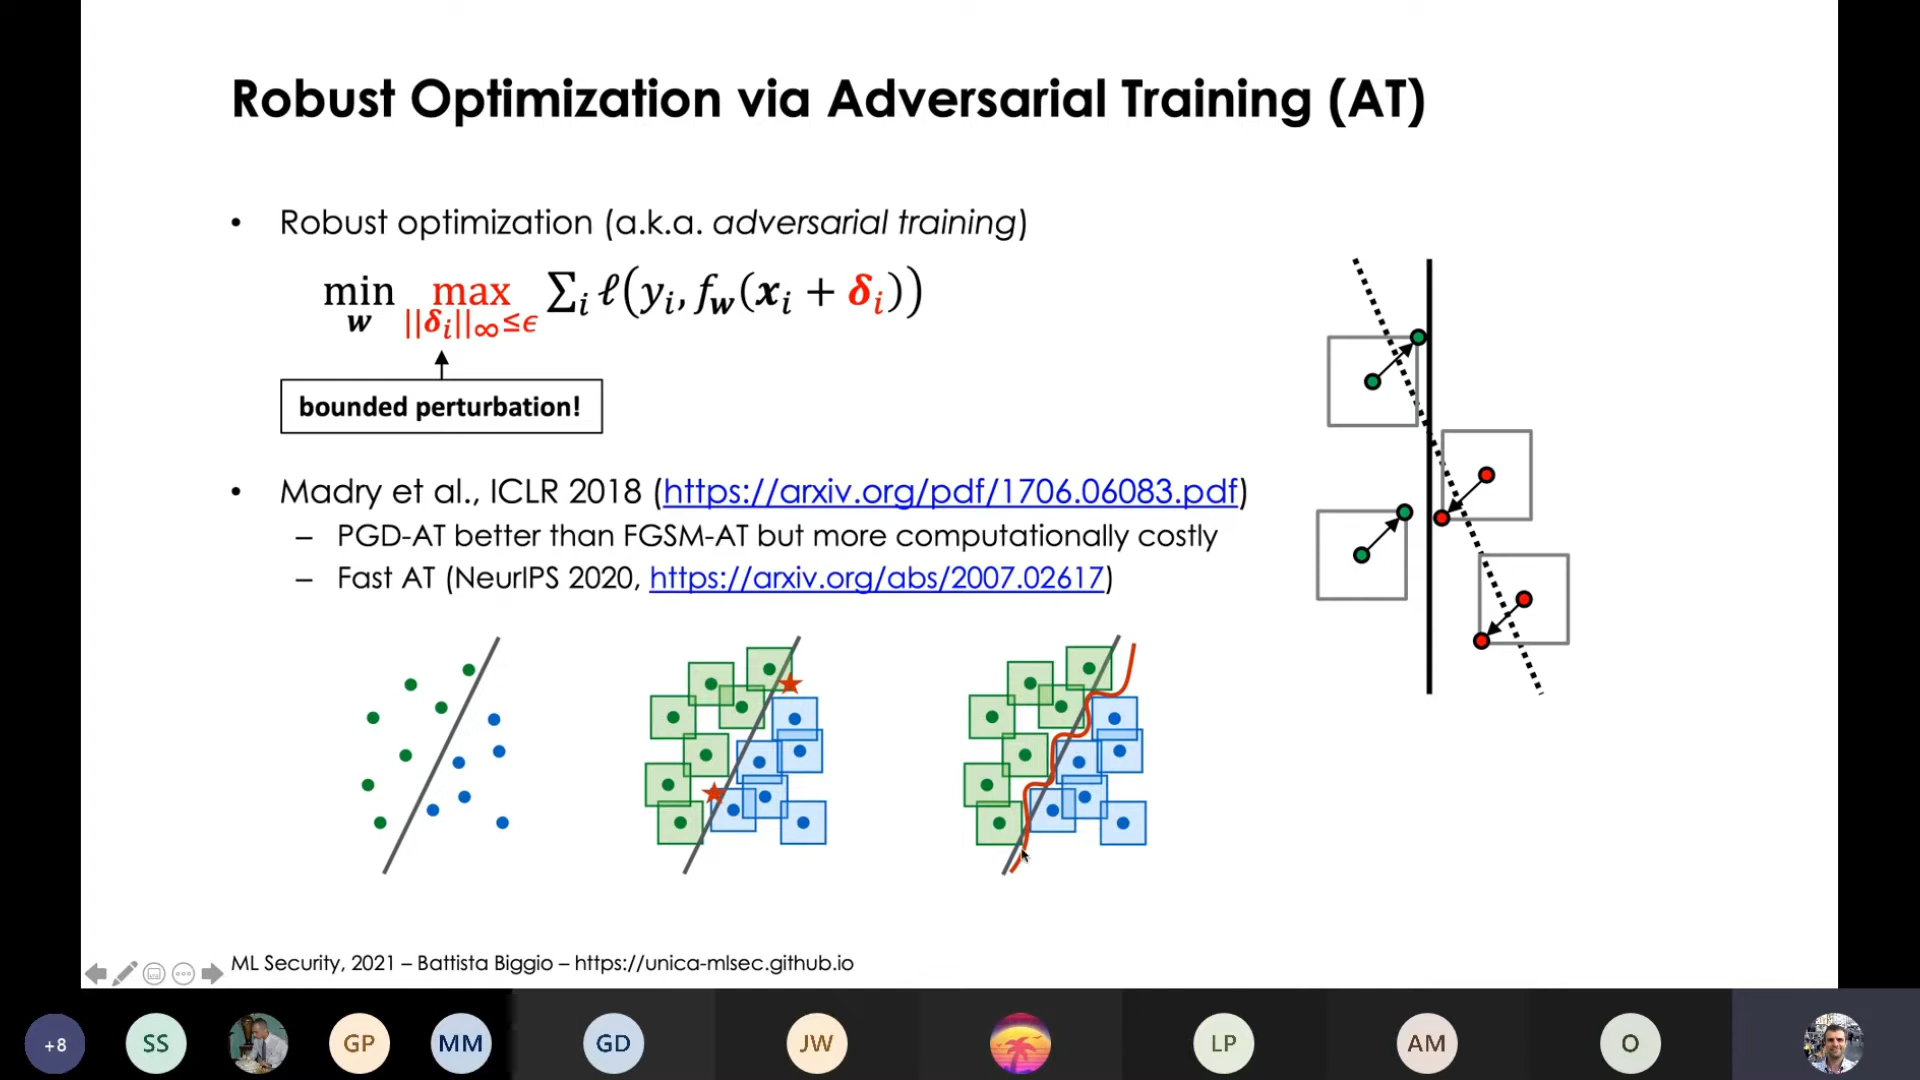 Robust Optimization via Adversarial Training (AT)
• Robust optimization (a.k.a. adversarial training)
min max ∑ᵢ ℓ(yᵢ, f𝒘(𝒙ᵢ + 𝜹ᵢ))
𝒘 ||𝜹ᵢ||∞≤ϵ
bounded perturbation!
• Madry et al., ICLR 2018 (https://arxiv.org/pdf/1706.06083.pdf)
– PGD-AT better than FGSM-AT but more computationally costly
– Fast AT (NeurIPS 2020, https://arxiv.org/abs/2007.02617)
ML Security, 2021 – Battista Biggio – https://unica-mlsec.github.io
+8 SS GP MM GD JW LP AM O